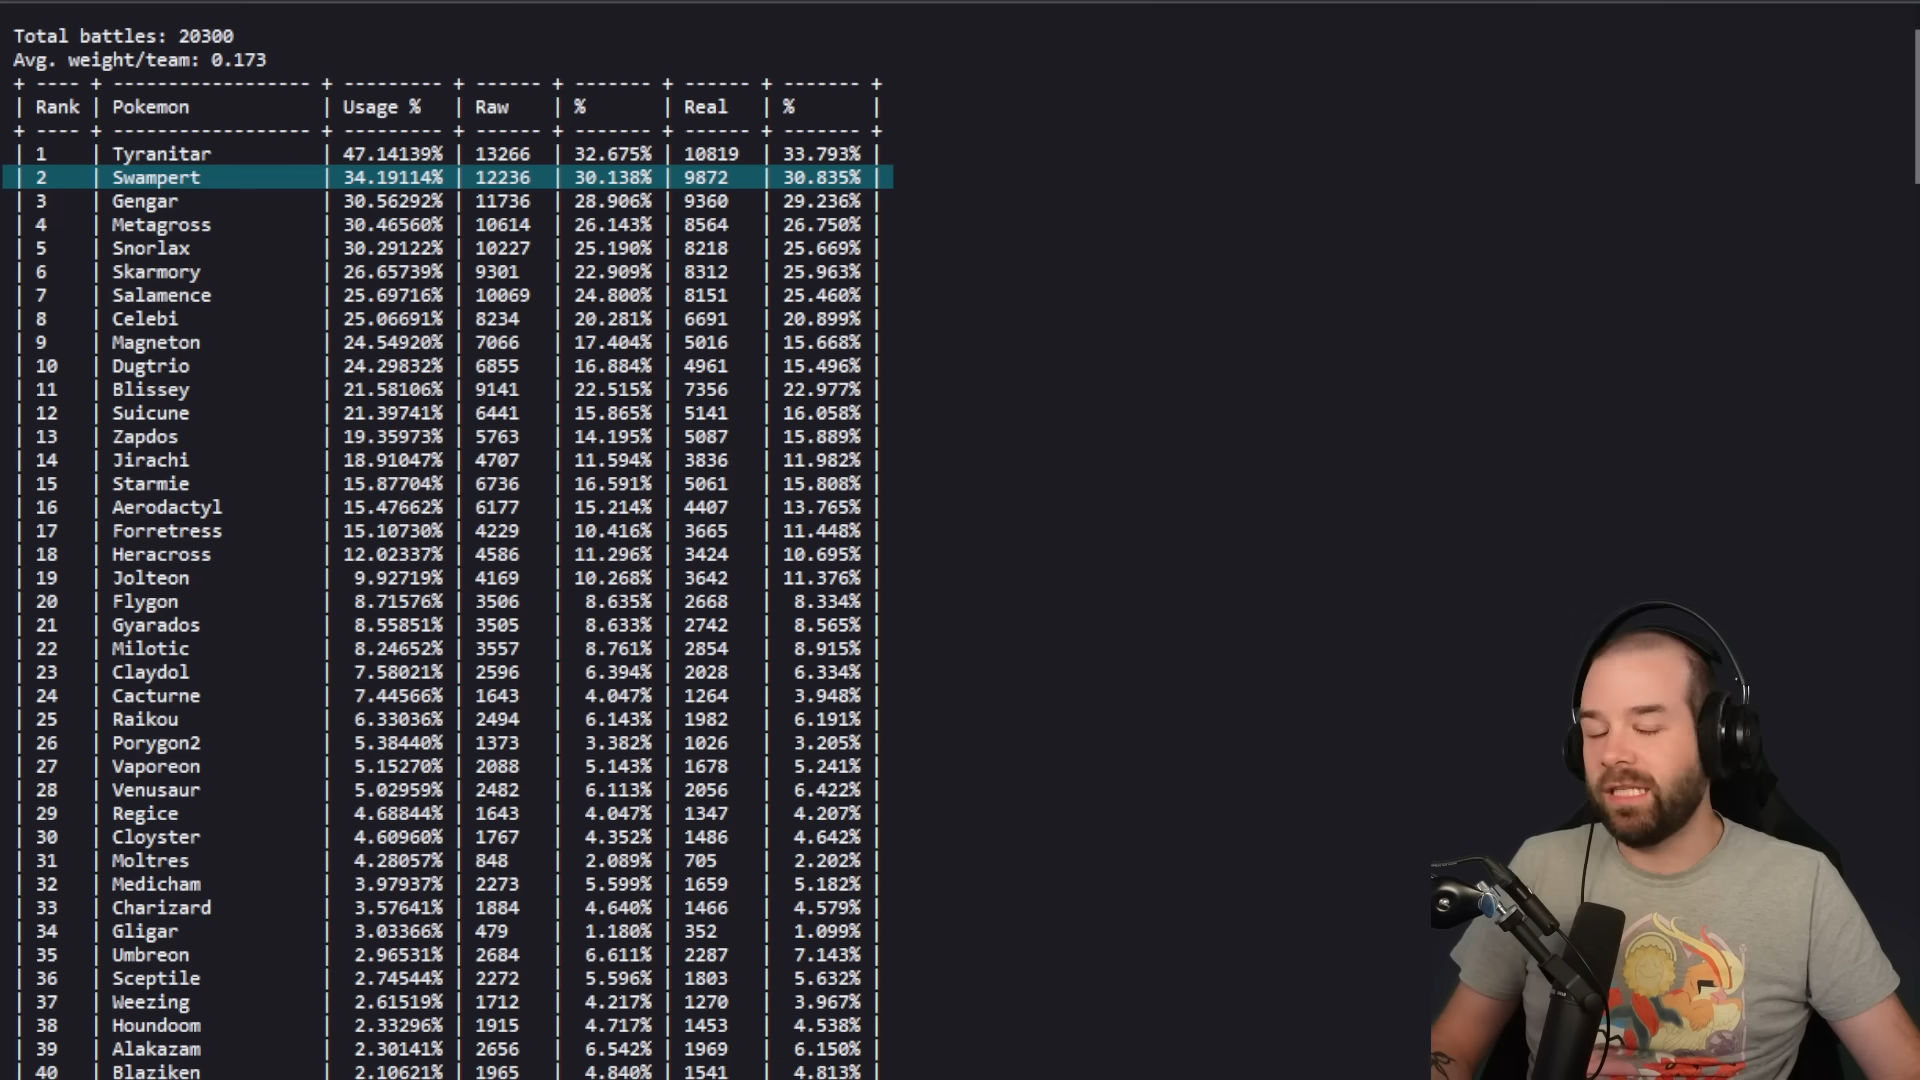 Total battles: 20300
Avg. weight/team: 0.173
+ ---- + ------------------ + --------- + ------ + ------- + ------ + ------- +
| Rank | Pokemon | Usage % | Raw | % | Real | % |
+ ---- + ------------------ + --------- + ------ + ------- + ------ + ------- +
| 1 | Tyranitar | 47.14139% | 13266 | 32.675% | 10819 | 33.793% |
| 2 | Swampert | 34.19114% | 12236 | 30.138% | 9872 | 30.835% |
| 3 | Gengar | 30.56292% | 11736 | 28.906% | 9360 | 29.236% |
| 4 | Metagross | 30.46560% | 10614 | 26.143% | 8564 | 26.750% |
| 5 | Snorlax | 30.29122% | 10227 | 25.190% | 8218 | 25.669% |
| 6 | Skarmory | 26.65739% | 9301 | 22.909% | 8312 | 25.963% |
| 7 | Salamence | 25.69716% | 10069 | 24.800% | 8151 | 25.460% |
| 8 | Celebi | 25.06691% | 8234 | 20.281% | 6691 | 20.899% |
| 9 | Magneton | 24.54920% | 7066 | 17.404% | 5016 | 15.668% |
| 10 | Dugtrio | 24.29832% | 6855 | 16.884% | 4961 | 15.496% |
| 11 | Blissey | 21.58106% | 9141 | 22.515% | 7356 | 22.977% |
| 12 | Suicune | 21.39741% | 6441 | 15.865% | 5141 | 16.058% |
| 13 | Zapdos | 19.35973% | 5763 | 14.195% | 5087 | 15.889% |
| 14 | Jirachi | 18.91047% | 4707 | 11.594% | 3836 | 11.982% |
| 15 | Starmie | 15.87704% | 6736 | 16.591% | 5061 | 15.808% |
| 16 | Aerodactyl | 15.47662% | 6177 | 15.214% | 4407 | 13.765% |
| 17 | Forretress | 15.10730% | 4229 | 10.416% | 3665 | 11.448% |
| 18 | Heracross | 12.02337% | 4586 | 11.296% | 3424 | 10.695% |
| 19 | Jolteon | 9.92719% | 4169 | 10.268% | 3642 | 11.376% |
| 20 | Flygon | 8.71576% | 3506 | 8.635% | 2668 | 8.334% |
| 21 | Gyarados | 8.55851% | 3505 | 8.633% | 2742 | 8.565% |
| 22 | Milotic | 8.24652% | 3557 | 8.761% | 2854 | 8.915% |
| 23 | Claydol | 7.58021% | 2596 | 6.394% | 2028 | 6.334% |
| 24 | Cacturne | 7.44566% | 1643 | 4.047% | 1264 | 3.948% |
| 25 | Raikou | 6.33036% | 2494 | 6.143% | 1982 | 6.191% |
| 26 | Porygon2 | 5.38440% | 1373 | 3.382% | 1026 | 3.205% |
| 27 | Vaporeon | 5.15270% | 2088 | 5.143% | 1678 | 5.241% |
| 28 | Venusaur | 5.02959% | 2482 | 6.113% | 2056 | 6.422% |
| 29 | Regice | 4.68844% | 1643 | 4.047% | 1347 | 4.207% |
| 30 | Cloyster | 4.60960% | 1767 | 4.352% | 1486 | 4.642% |
| 31 | Moltres | 4.28057% | 848 | 2.089% | 705 | 2.202% |
| 32 | Medicham | 3.97937% | 2273 | 5.599% | 1659 | 5.182% |
| 33 | Charizard | 3.57641% | 1884 | 4.640% | 1466 | 4.579% |
| 34 | Gligar | 3.03366% | 479 | 1.180% | 352 | 1.099% |
| 35 | Umbreon | 2.96531% | 2684 | 6.611% | 2287 | 7.143% |
| 36 | Sceptile | 2.74544% | 2272 | 5.596% | 1803 | 5.632% |
| 37 | Weezing | 2.61519% | 1712 | 4.217% | 1270 | 3.967% |
| 38 | Houndoom | 2.33296% | 1915 | 4.717% | 1453 | 4.538% |
| 39 | Alakazam | 2.30141% | 2656 | 6.542% | 1969 | 6.150% |
| 40 | Blaziken | 2.10621% | 1965 | 4.840% | 1541 | 4.813% |